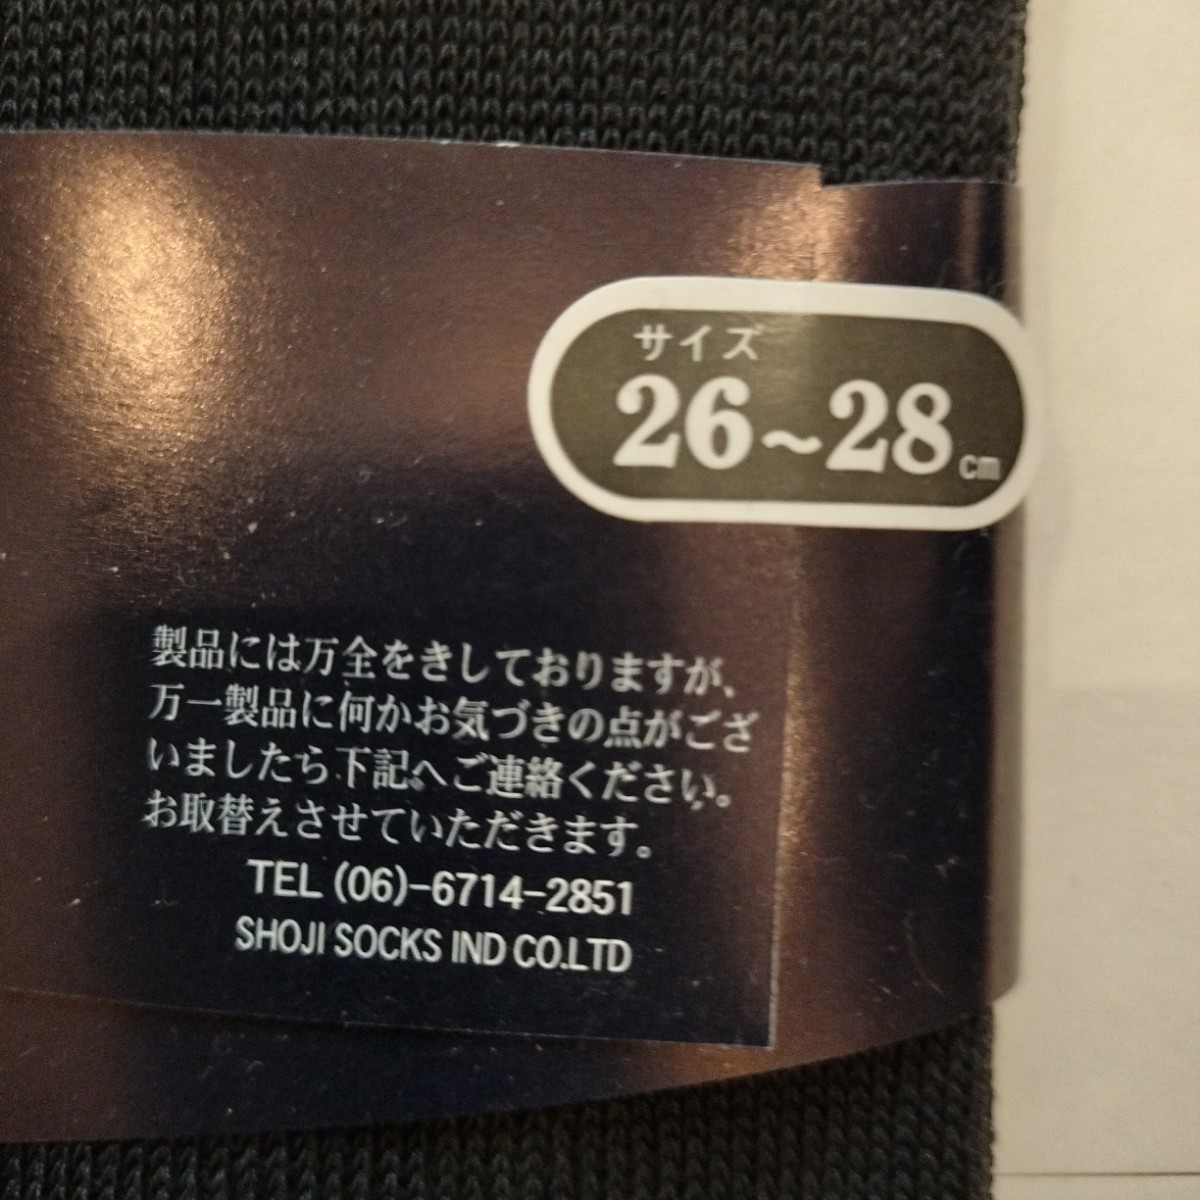 サイズ
26~28cm
製品には万全をきしておりますが、
万一製品に何かお気づきの点がござ
いましたら下記へご連絡ください。
お取替えさせていただきます。
TEL (06)-6714-2851
SHOJI SOCKS IND CO.LTD